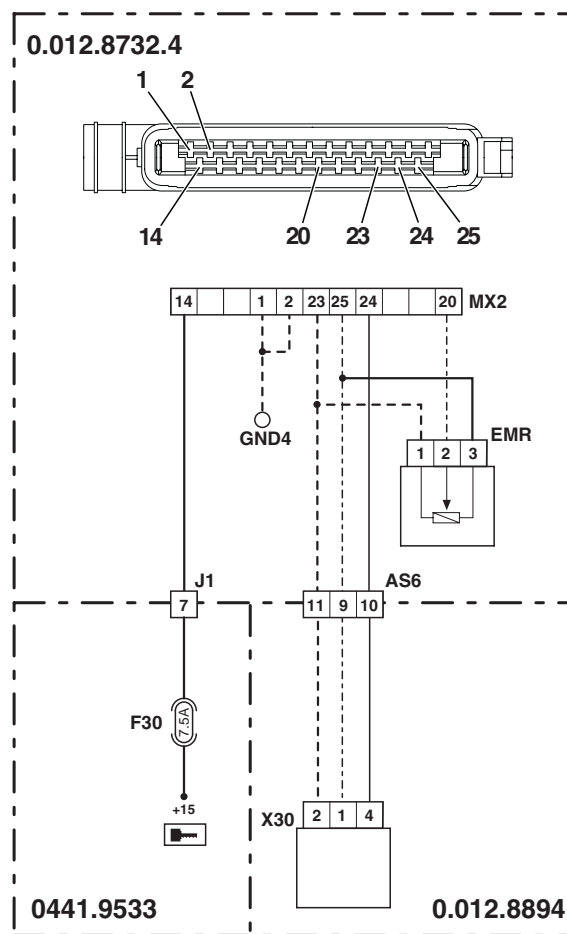 0.012.8732.4
1 2
14 20 23 24 25
14 1 2 23 25 24 20 MX2
GND4
EMR
1 2 3
J1 AS6
7 11 9 10
F30 7.5A
+15
X30 2 1 4
0441.9533 0.012.8894